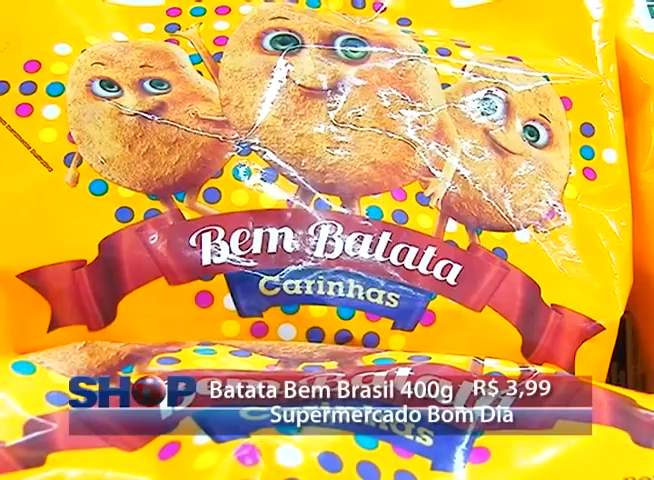 Bem Batata
Carinhas
SHOP
Batata Bem Brasil 400g R$ 3,99
Supermercado Bom Dia